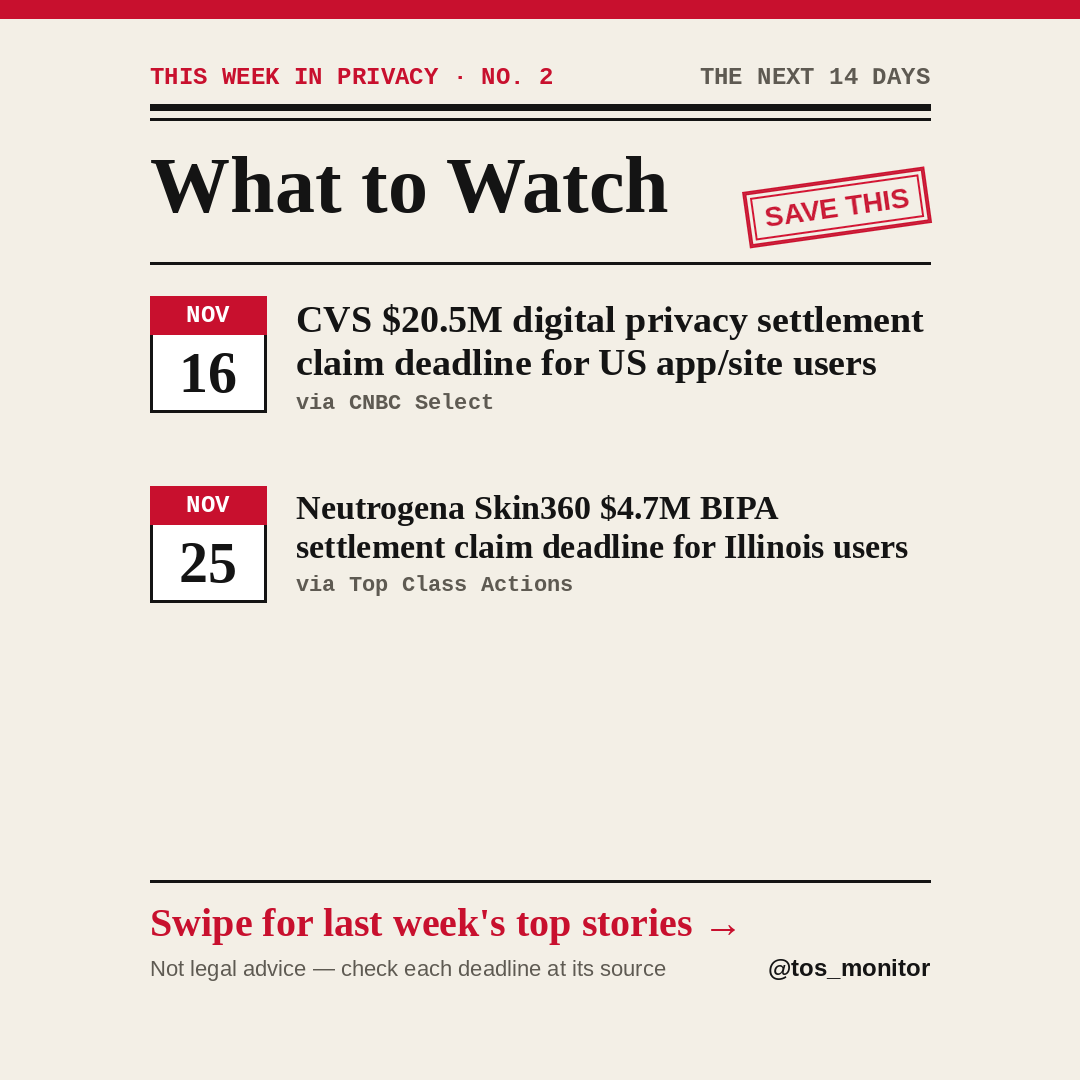 THIS WEEK IN PRIVACY · NO. 2
THE NEXT 14 DAYS
What to Watch
SAVE THIS
NOV
16
CVS $20.5M digital privacy settlement
claim deadline for US app/site users
via CNBC Select
NOV
25
Neutrogena Skin360 $4.7M BIPA
settlement claim deadline for Illinois users
via Top Class Actions
Swipe for last week's top stories →
Not legal advice — check each deadline at its source
@tos_monitor